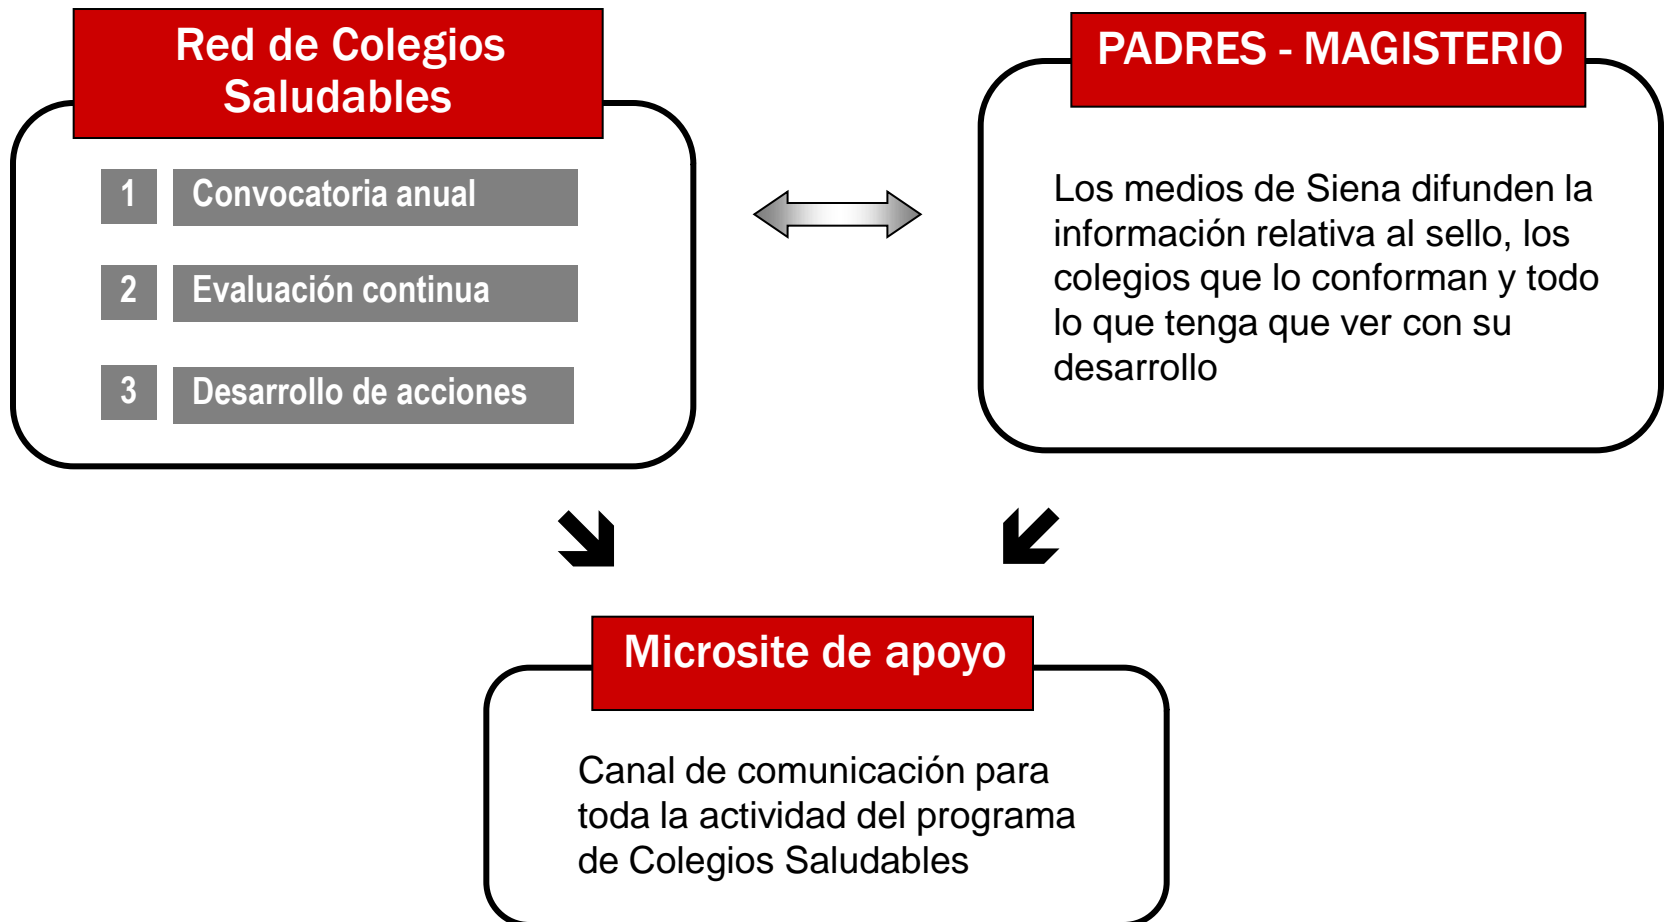 Red de Colegios
Saludables
1 Convocatoria anual
2 Evaluación continua
3 Desarrollo de acciones
PADRES - MAGISTERIO
Los medios de Siena difunden la
información relativa al sello, los
colegios que lo conforman y todo
lo que tenga que ver con su
desarrollo
Microsite de apoyo
Canal de comunicación para
toda la actividad del programa
de Colegios Saludables